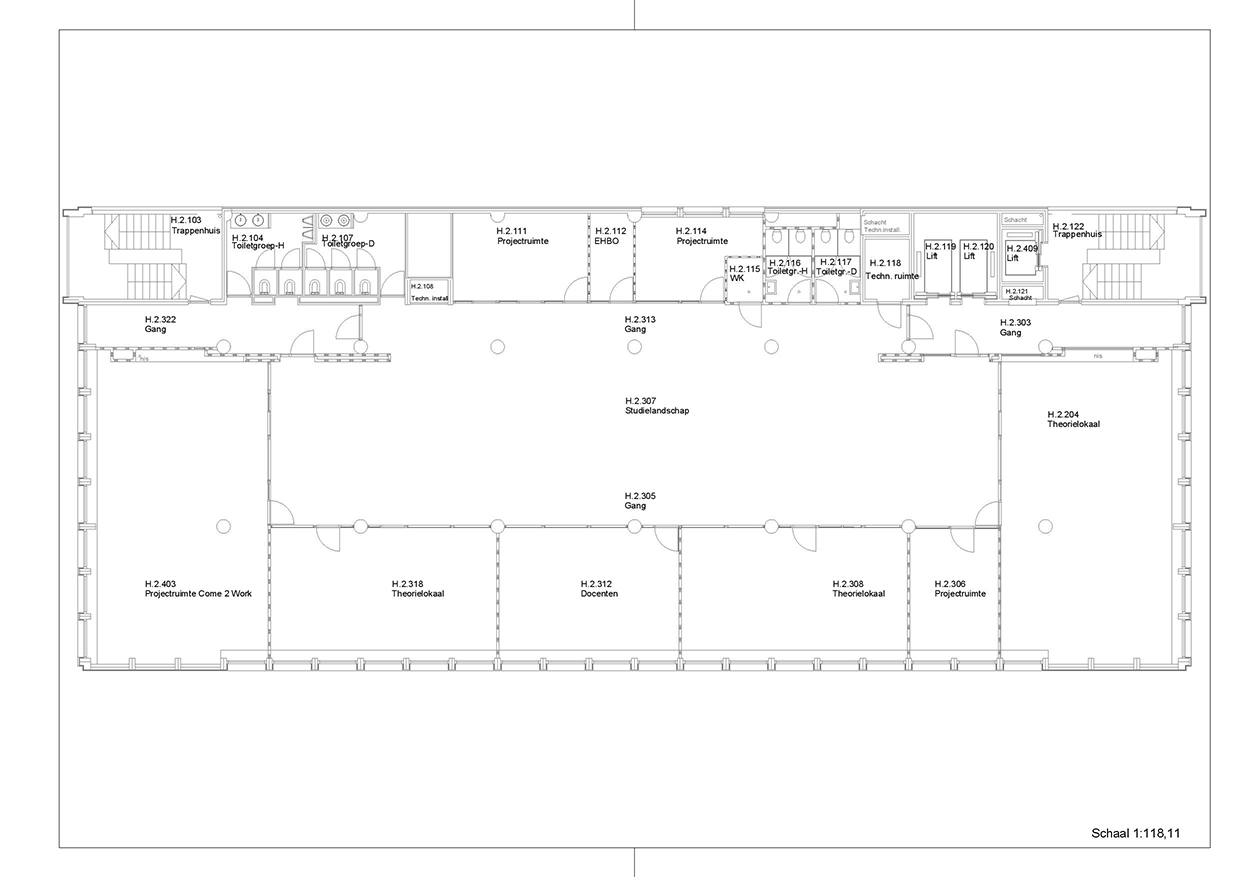 H.2.103
Trappenhuis
H.2.104
Toiletgroep-H
H.2.107
Toiletgroep-D
H.2.108
Techn. install
H.2.111
Projectruimte
H.2.112
EHBO
H.2.114
Projectruimte
H.2.115
WK
H.2.116
Toiletgr.-H
H.2.117
Toiletgr.-D
Schacht
Techn.install.
H.2.118
Techn. ruimte
H.2.119
Lift
H.2.120
Lift
Schacht
H.2.409
Lift
H.2.121
Schacht
H.2.122
Trappenhuis
H.2.322
Gang
H.2.313
Gang
H.2.303
Gang
nis
nis
H.2.307
Studielandschap
H.2.204
Theorielokaal
H.2.305
Gang
H.2.403
Projectruimte Come 2 Work
H.2.318
Theorielokaal
H.2.312
Docenten
H.2.308
Theorielokaal
H.2.306
Projectruimte
Schaal 1:118,11